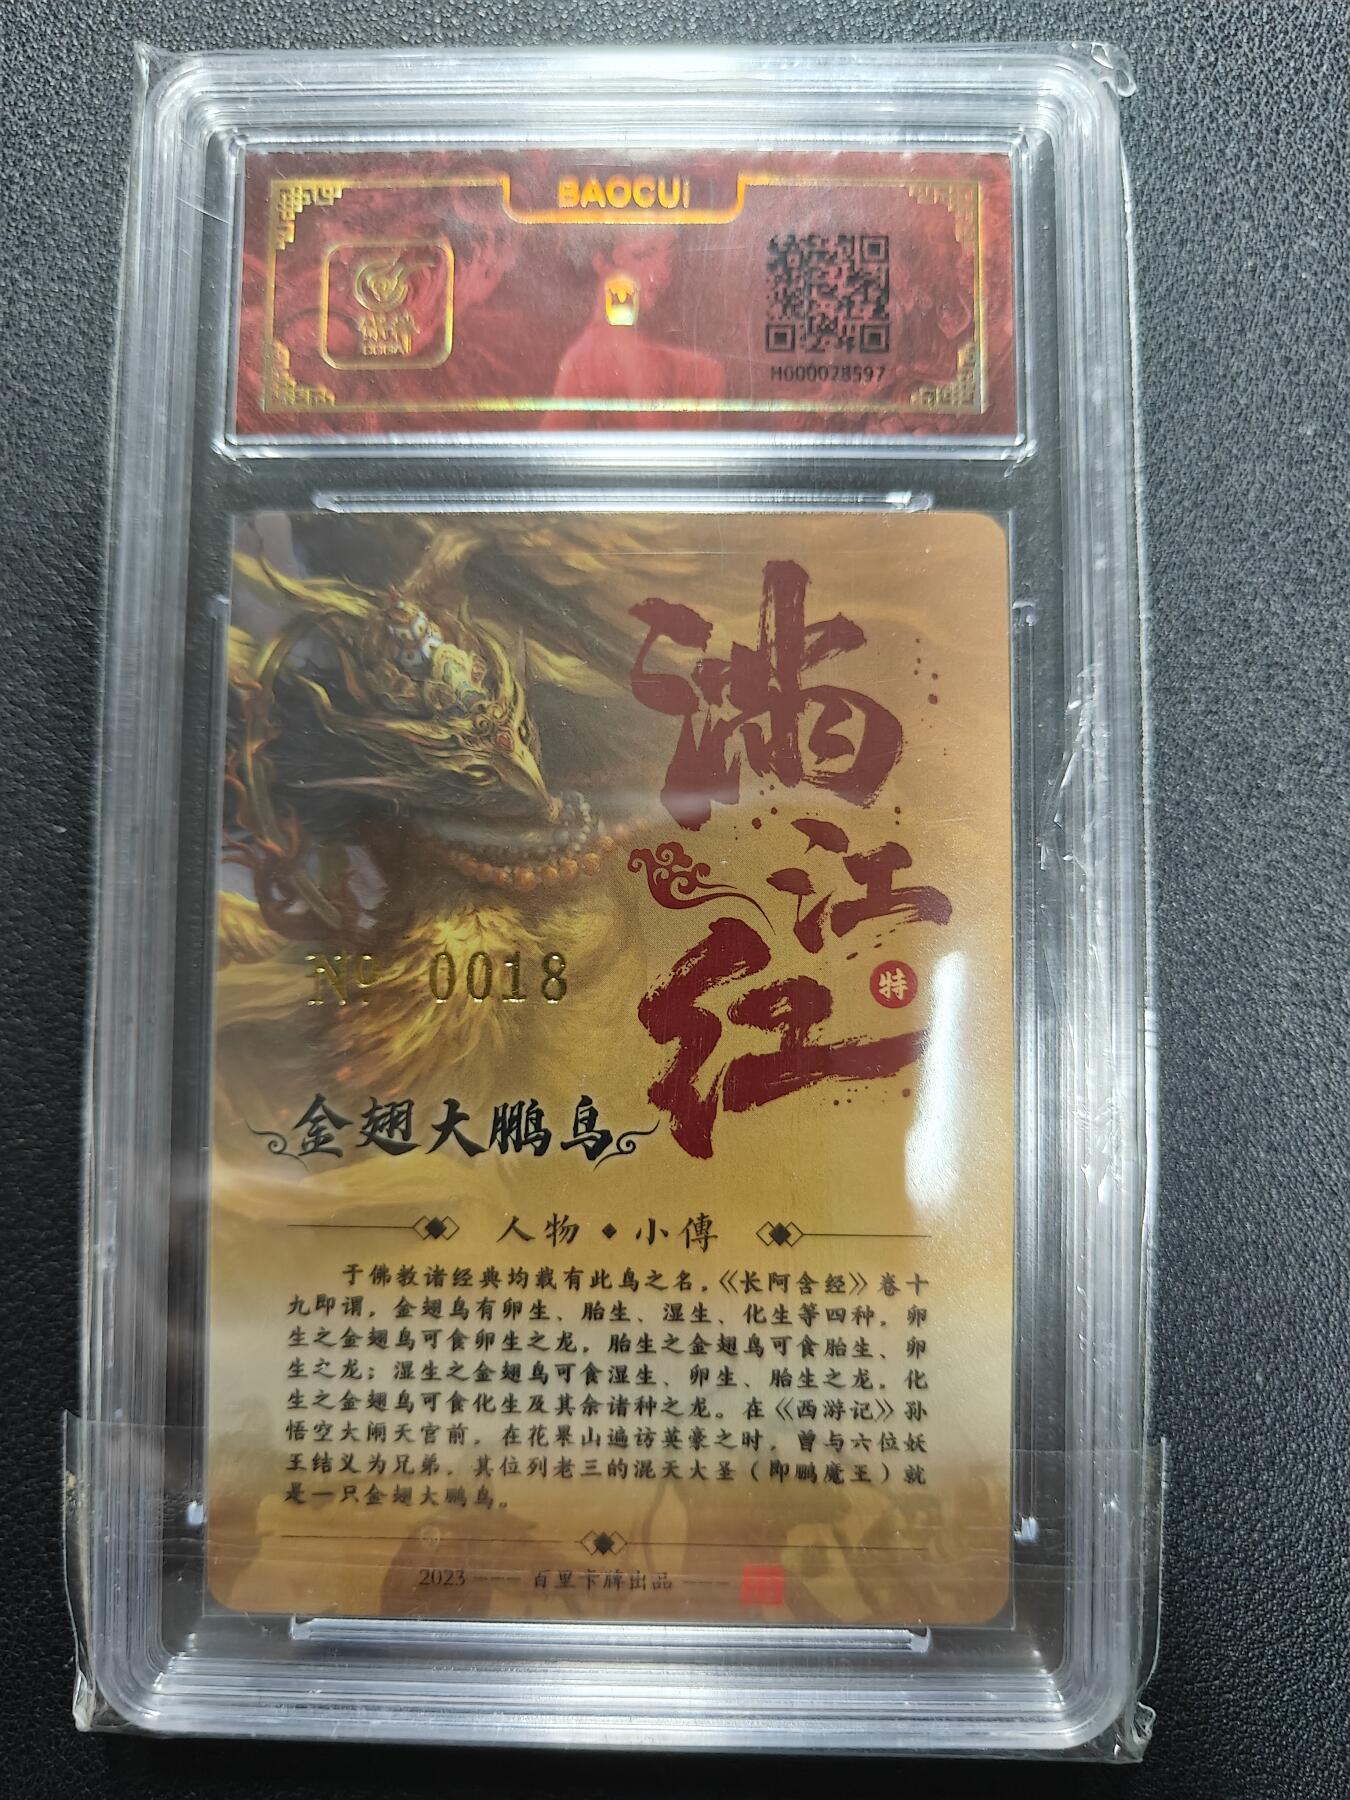 BAOCUi
H000028597
满江红
特
No 0018
金翅大鹏鸟
人物·小傳
于佛教诸经典均载有此鸟之名,《长阿含经》卷十
九即谓,金翅鸟有卵生、胎生、湿生、化生等四种,卵
生之金翅鸟可食卵生之龙,胎生之金翅鸟可食胎生、卵
生之龙;湿生之金翅鸟可食湿生、卵生、胎生之龙,化
生之金翅鸟可食化生及其余诸种之龙。在《西游记》孙
悟空大闹天宫前,在花果山遍访英豪之时,曾与六位妖
王结义为兄弟,其位列老三的混天大圣(即鹏魔王)就
是一只金翅大鹏鸟。
2023 --- 百里卡牌出品 ---